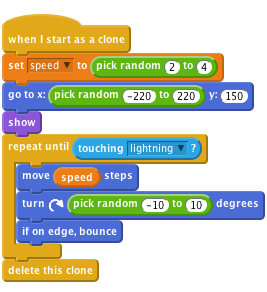 when I start as a clone
set speed to pick random 2 to 4
go to x: pick random -220 to 220 y: 150
show
repeat until touching lightning ?
move speed steps
turn pick random -10 to 10 degrees
if on edge, bounce
delete this clone